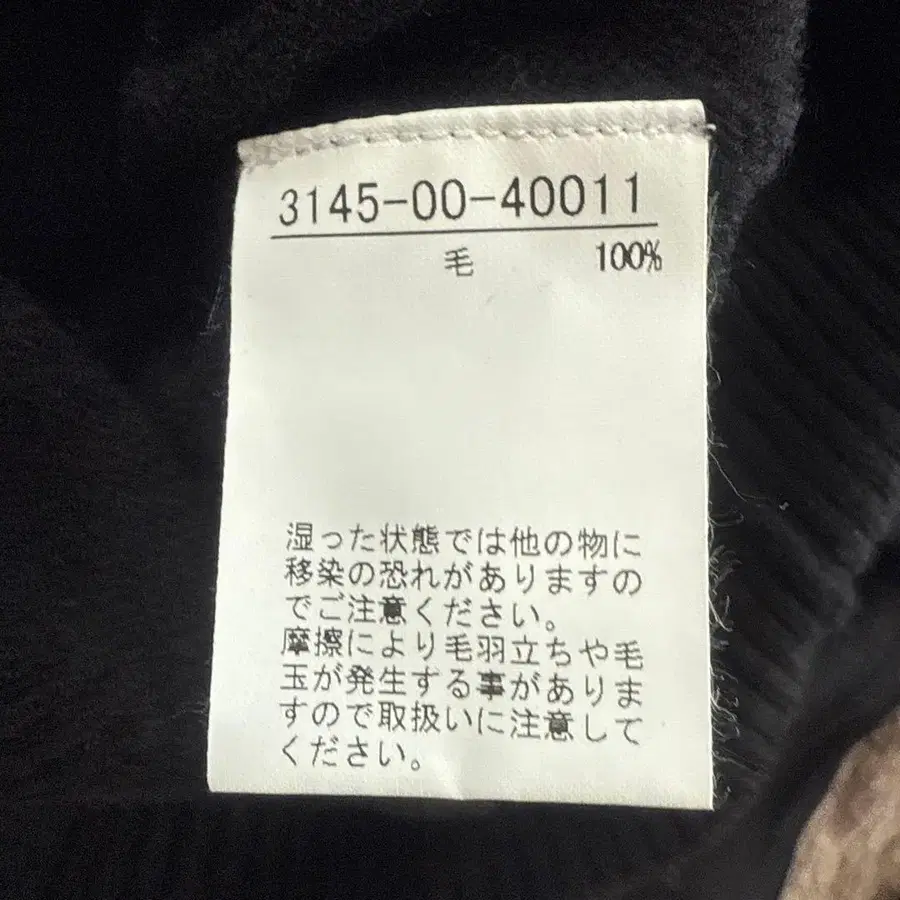 3145-00-40011
毛 100%
湿った状態では他の物に
移染の恐れがありますの
でご注意ください。
摩擦により毛羽立ちや毛
玉が発生する事がありま
すので取扱いに注意して
ください。